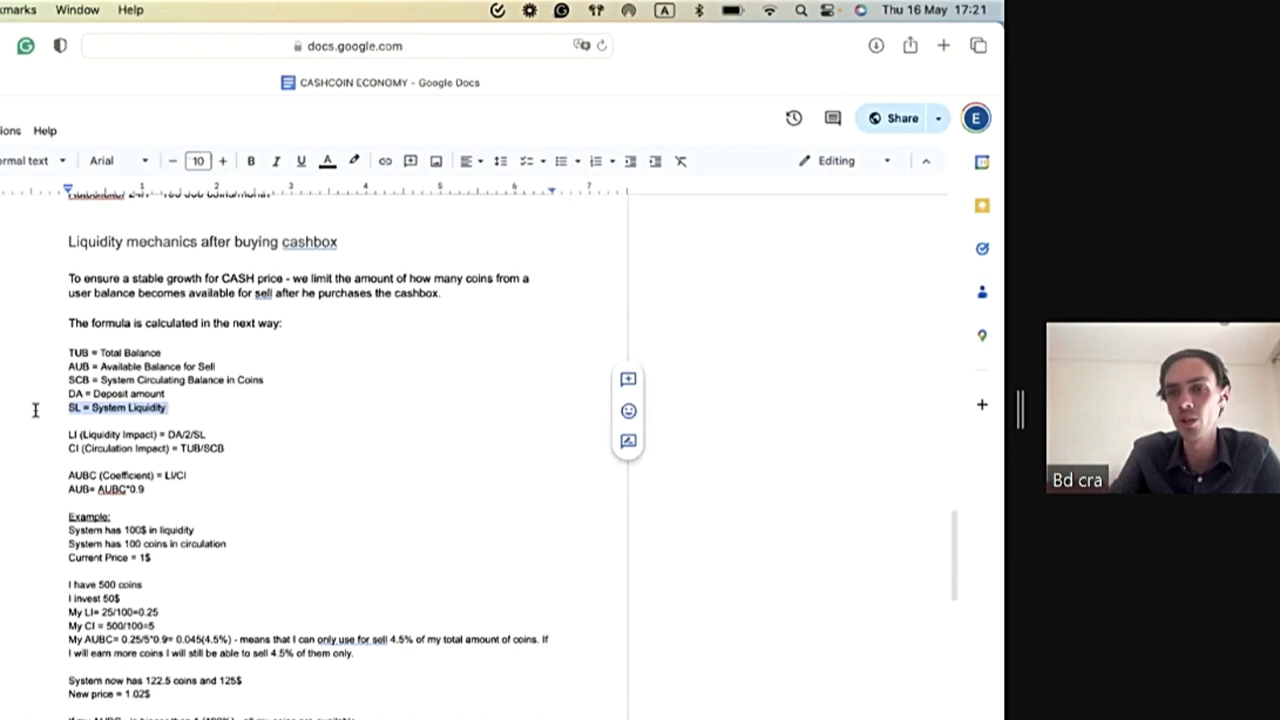 kmarks Window Help
A
Thu 16 May 17:21
docs.google.com
CASHCOIN ECONOMY - Google Docs
ions Help
Share
E
rmal text Arial 10 B I U A Editing
1 2 3 4 5 6 7
Liquidity mechanics after buying cashbox
To ensure a stable growth for CASH price - we limit the amount of how many coins from a
user balance becomes available for sell after he purchases the cashbox.
The formula is calculated in the next way:
TUB = Total Balance
AUB = Available Balance for Sell
SCB = System Circulating Balance in Coins
DA = Deposit amount
SL = System Liquidity
LI (Liquidity Impact) = DA/2/SL
CI (Circulation Impact) = TUB/SCB
AUBC (Coefficient) = LI/CI
AUB= AUBC*0.9
Example:
System has 100$ in liquidity
System has 100 coins in circulation
Current Price = 1$
I have 500 coins
I invest 50$
My LI= 25/100=0.25
My CI = 500/100=5
My AUBC= 0.25/5*0.9= 0.045(4.5%) - means that I can only use for sell 4.5% of my total amount of coins. If
I will earn more coins I will still be able to sell 4.5% of them only.
System now has 122.5 coins and 125$
New price = 1.02$
Bd cra